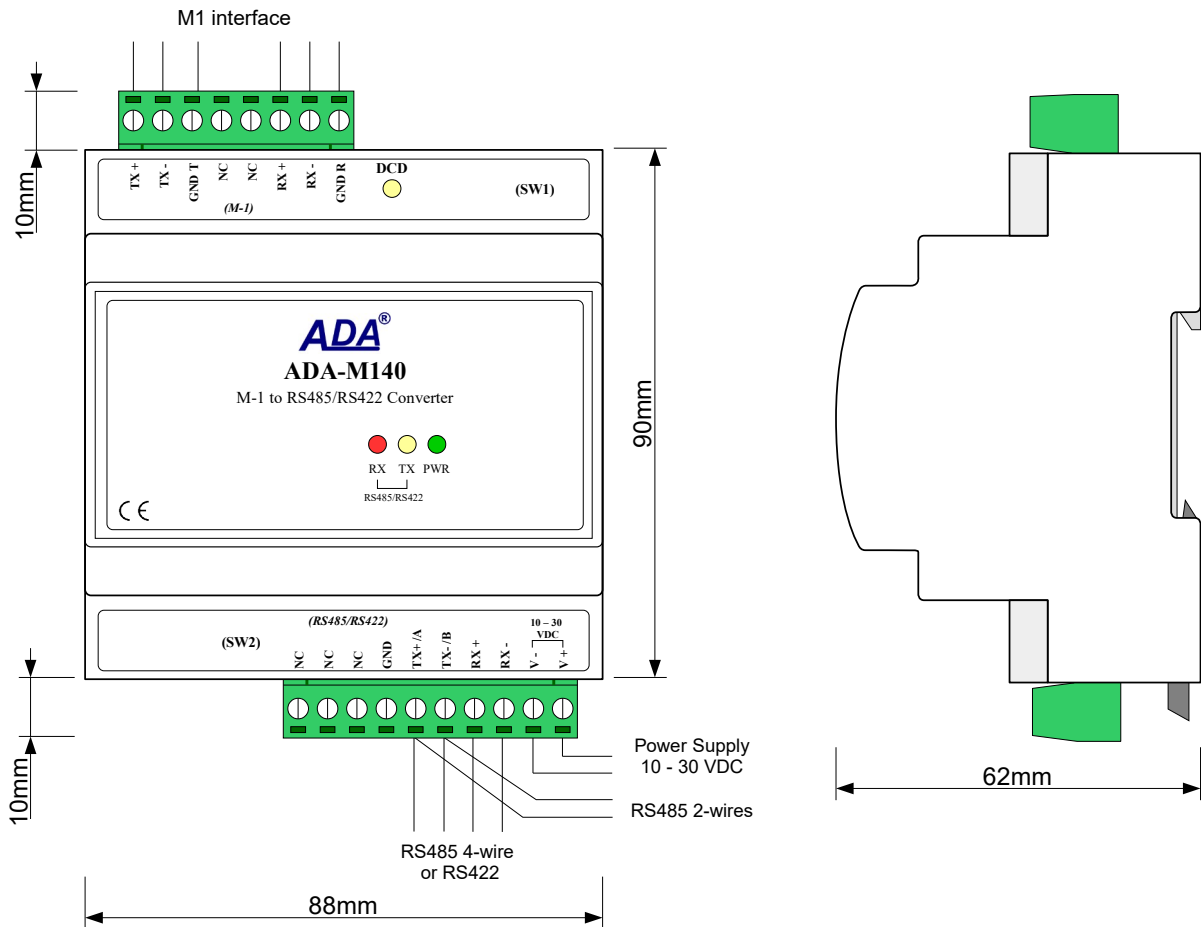 M1 interface
10mm
TX +
TX -
GND T
NC
NC
RX +
RX -
GND R
(M-1)
DCD
(SW1)
ADA®
ADA-M140
M-1 to RS485/RS422 Converter
RX TX PWR
RS485/RS422
CE
90mm
(SW2)
(RS485/RS422)
NC
NC
NC
GND
TX+/A
TX-/B
RX +
RX -
10 – 30
VDC
V -
V +
10mm
Power Supply
10 - 30 VDC
RS485 2-wires
RS485 4-wire
or RS422
88mm
62mm